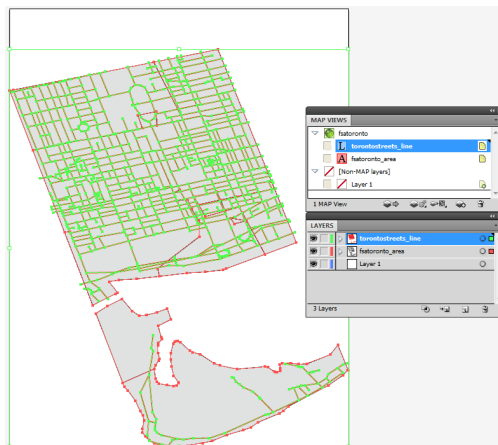 MAP VIEWS
fsatoronto
L torontostreets_line
A fsatoronto_area
[Non-MAP layers]
Layer 1
1 MAP View
LAYERS
torontostreets_line
fsatoronto_area
Layer 1
3 Layers